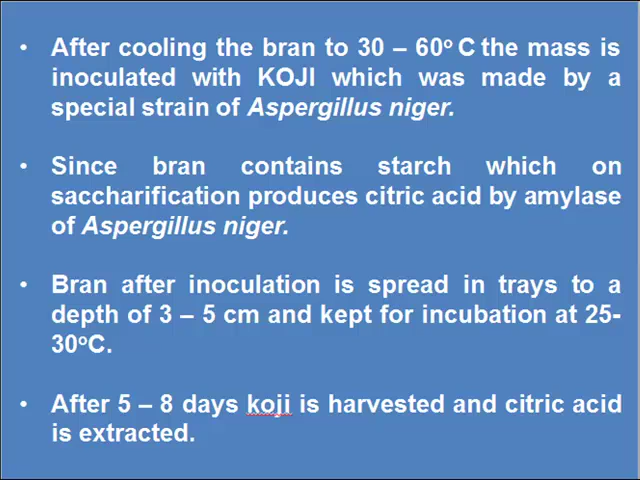 • After cooling the bran to 30 – 60º C the mass is
inoculated with KOJI which was made by a
special strain of Aspergillus niger.
• Since bran contains starch which on
saccharification produces citric acid by amylase
of Aspergillus niger.
• Bran after inoculation is spread in trays to a
depth of 3 – 5 cm and kept for incubation at 25-
30ºC.
• After 5 – 8 days koji is harvested and citric acid
is extracted.